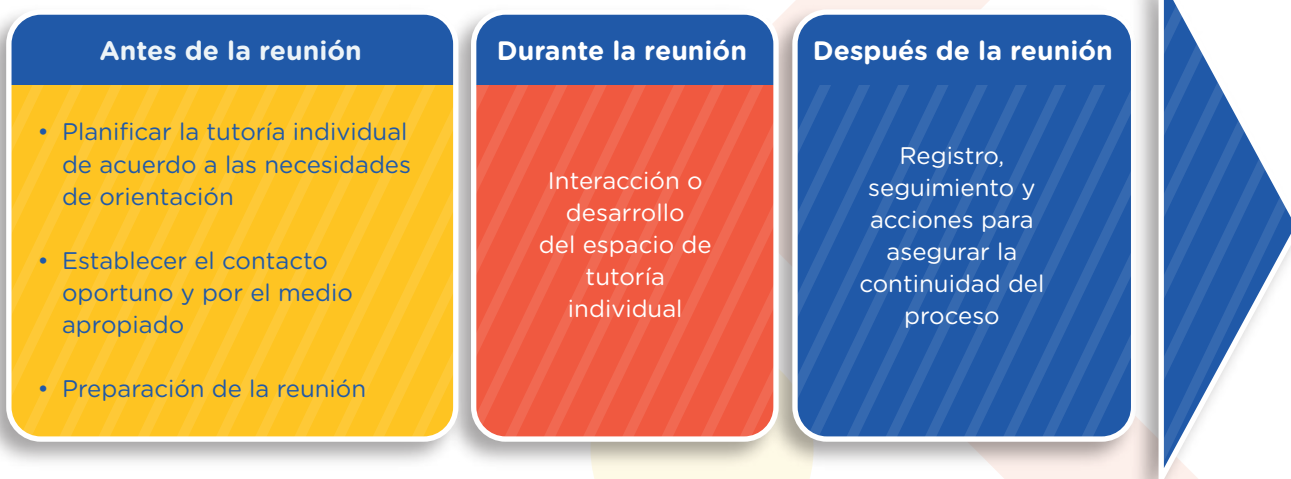 Antes de la reunión
• Planificar la tutoría individual
de acuerdo a las necesidades
de orientación
• Establecer el contacto
oportuno y por el medio
apropiado
• Preparación de la reunión
Durante la reunión
Interacción o
desarrollo
del espacio de
tutoría
individual
Después de la reunión
Registro,
seguimiento y
acciones para
asegurar la
continuidad del
proceso